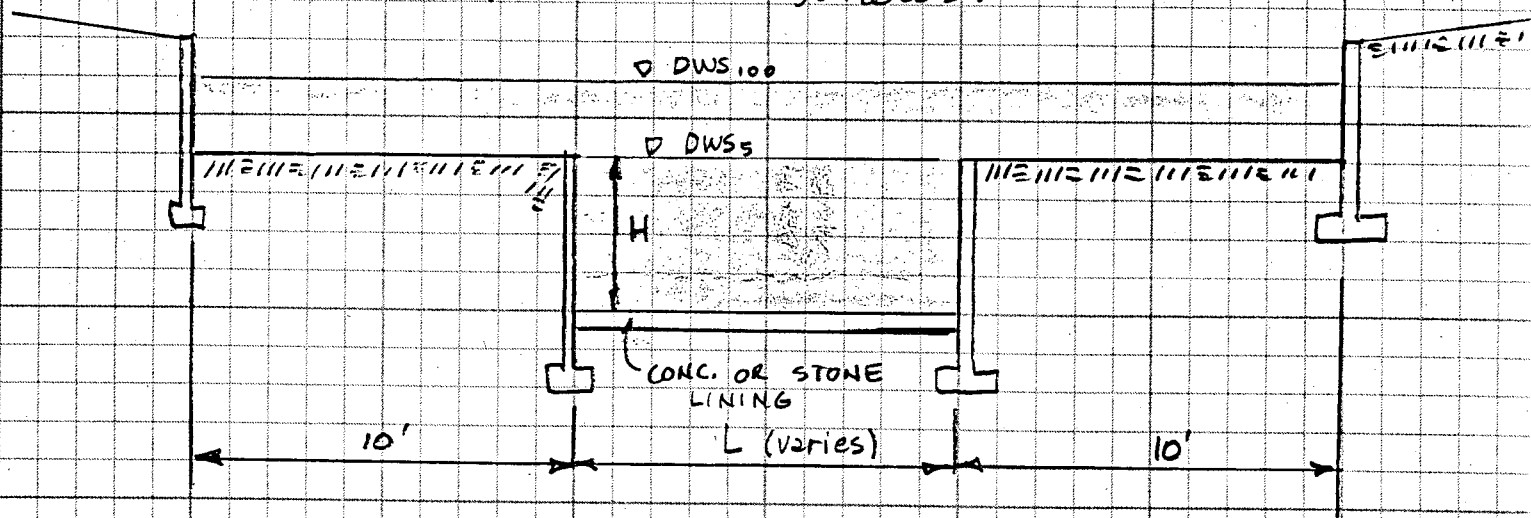 ▽ DWS₁₀₀
▽ DWS₅
H
CONC. OR STONE
LINING
10'
L (varies)
10'